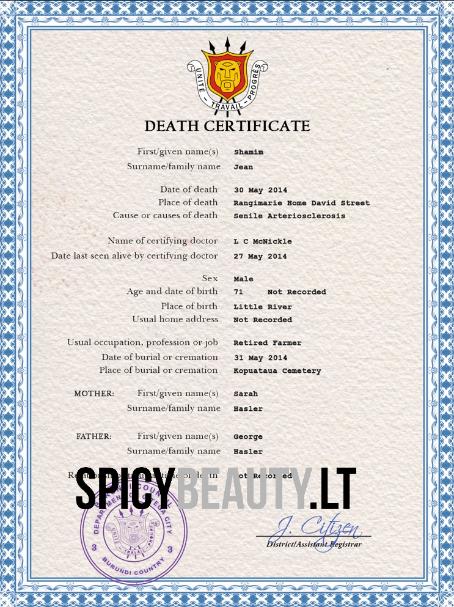 UNITE – TRAVAIL – PROGRES
DEATH CERTIFICATE
First/given name(s) Shamim
Surname/family name Jean
Date of death 30 May 2014
Place of death Rangimarie Home David Street
Cause or causes of death Senile Arteriosclerosis
Name of certifying doctor L C McNickle
Date last seen alive by certifying doctor 27 May 2014
Sex Male
Age and date of birth 71 Not Recorded
Place of birth Little River
Usual home address Not Recorded
Usual occupation, profession or job Retired Farmer
Date of burial or cremation 31 May 2014
Place of burial or cremation Kopuataua Cemetery
MOTHER: First/given name(s) Sarah
Surname/family name Hasler
FATHER: First/given name(s) George
Surname/family name Hasler
death Not Recorded
SPICYBEAUTY.LT
BURUNDI COUNTRY
3 3
J. Citizen
District/Assistant Registrar